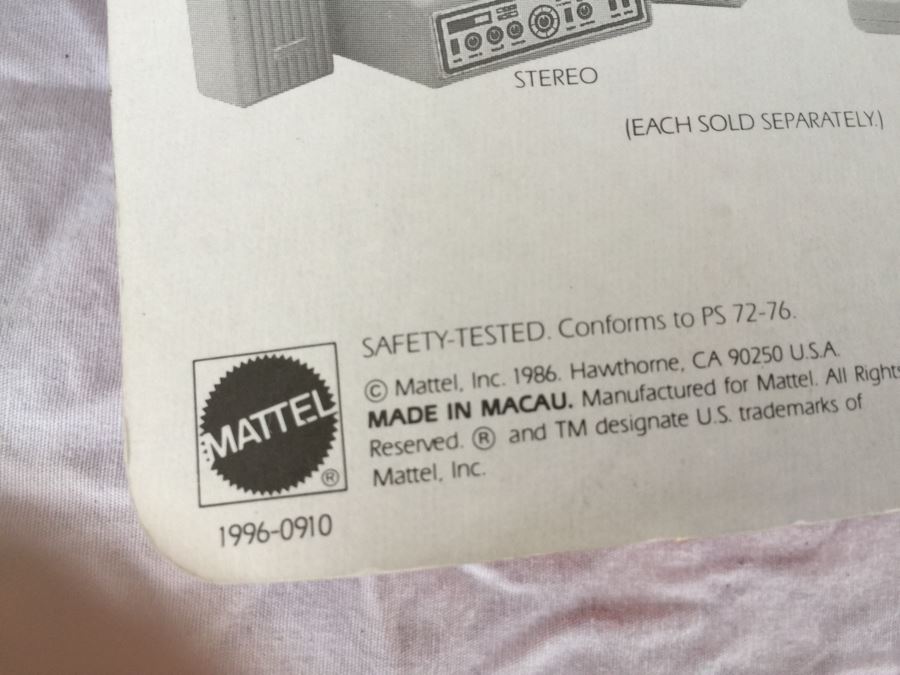 STEREO
(EACH SOLD SEPARATELY.)
SAFETY-TESTED. Conforms to PS 72-76.
© Mattel, Inc. 1986. Hawthorne, CA 90250 U.S.A.
MADE IN MACAU. Manufactured for Mattel. All Rights
Reserved. ® and TM designate U.S. trademarks of
Mattel, Inc.
MATTEL
®
1996-0910